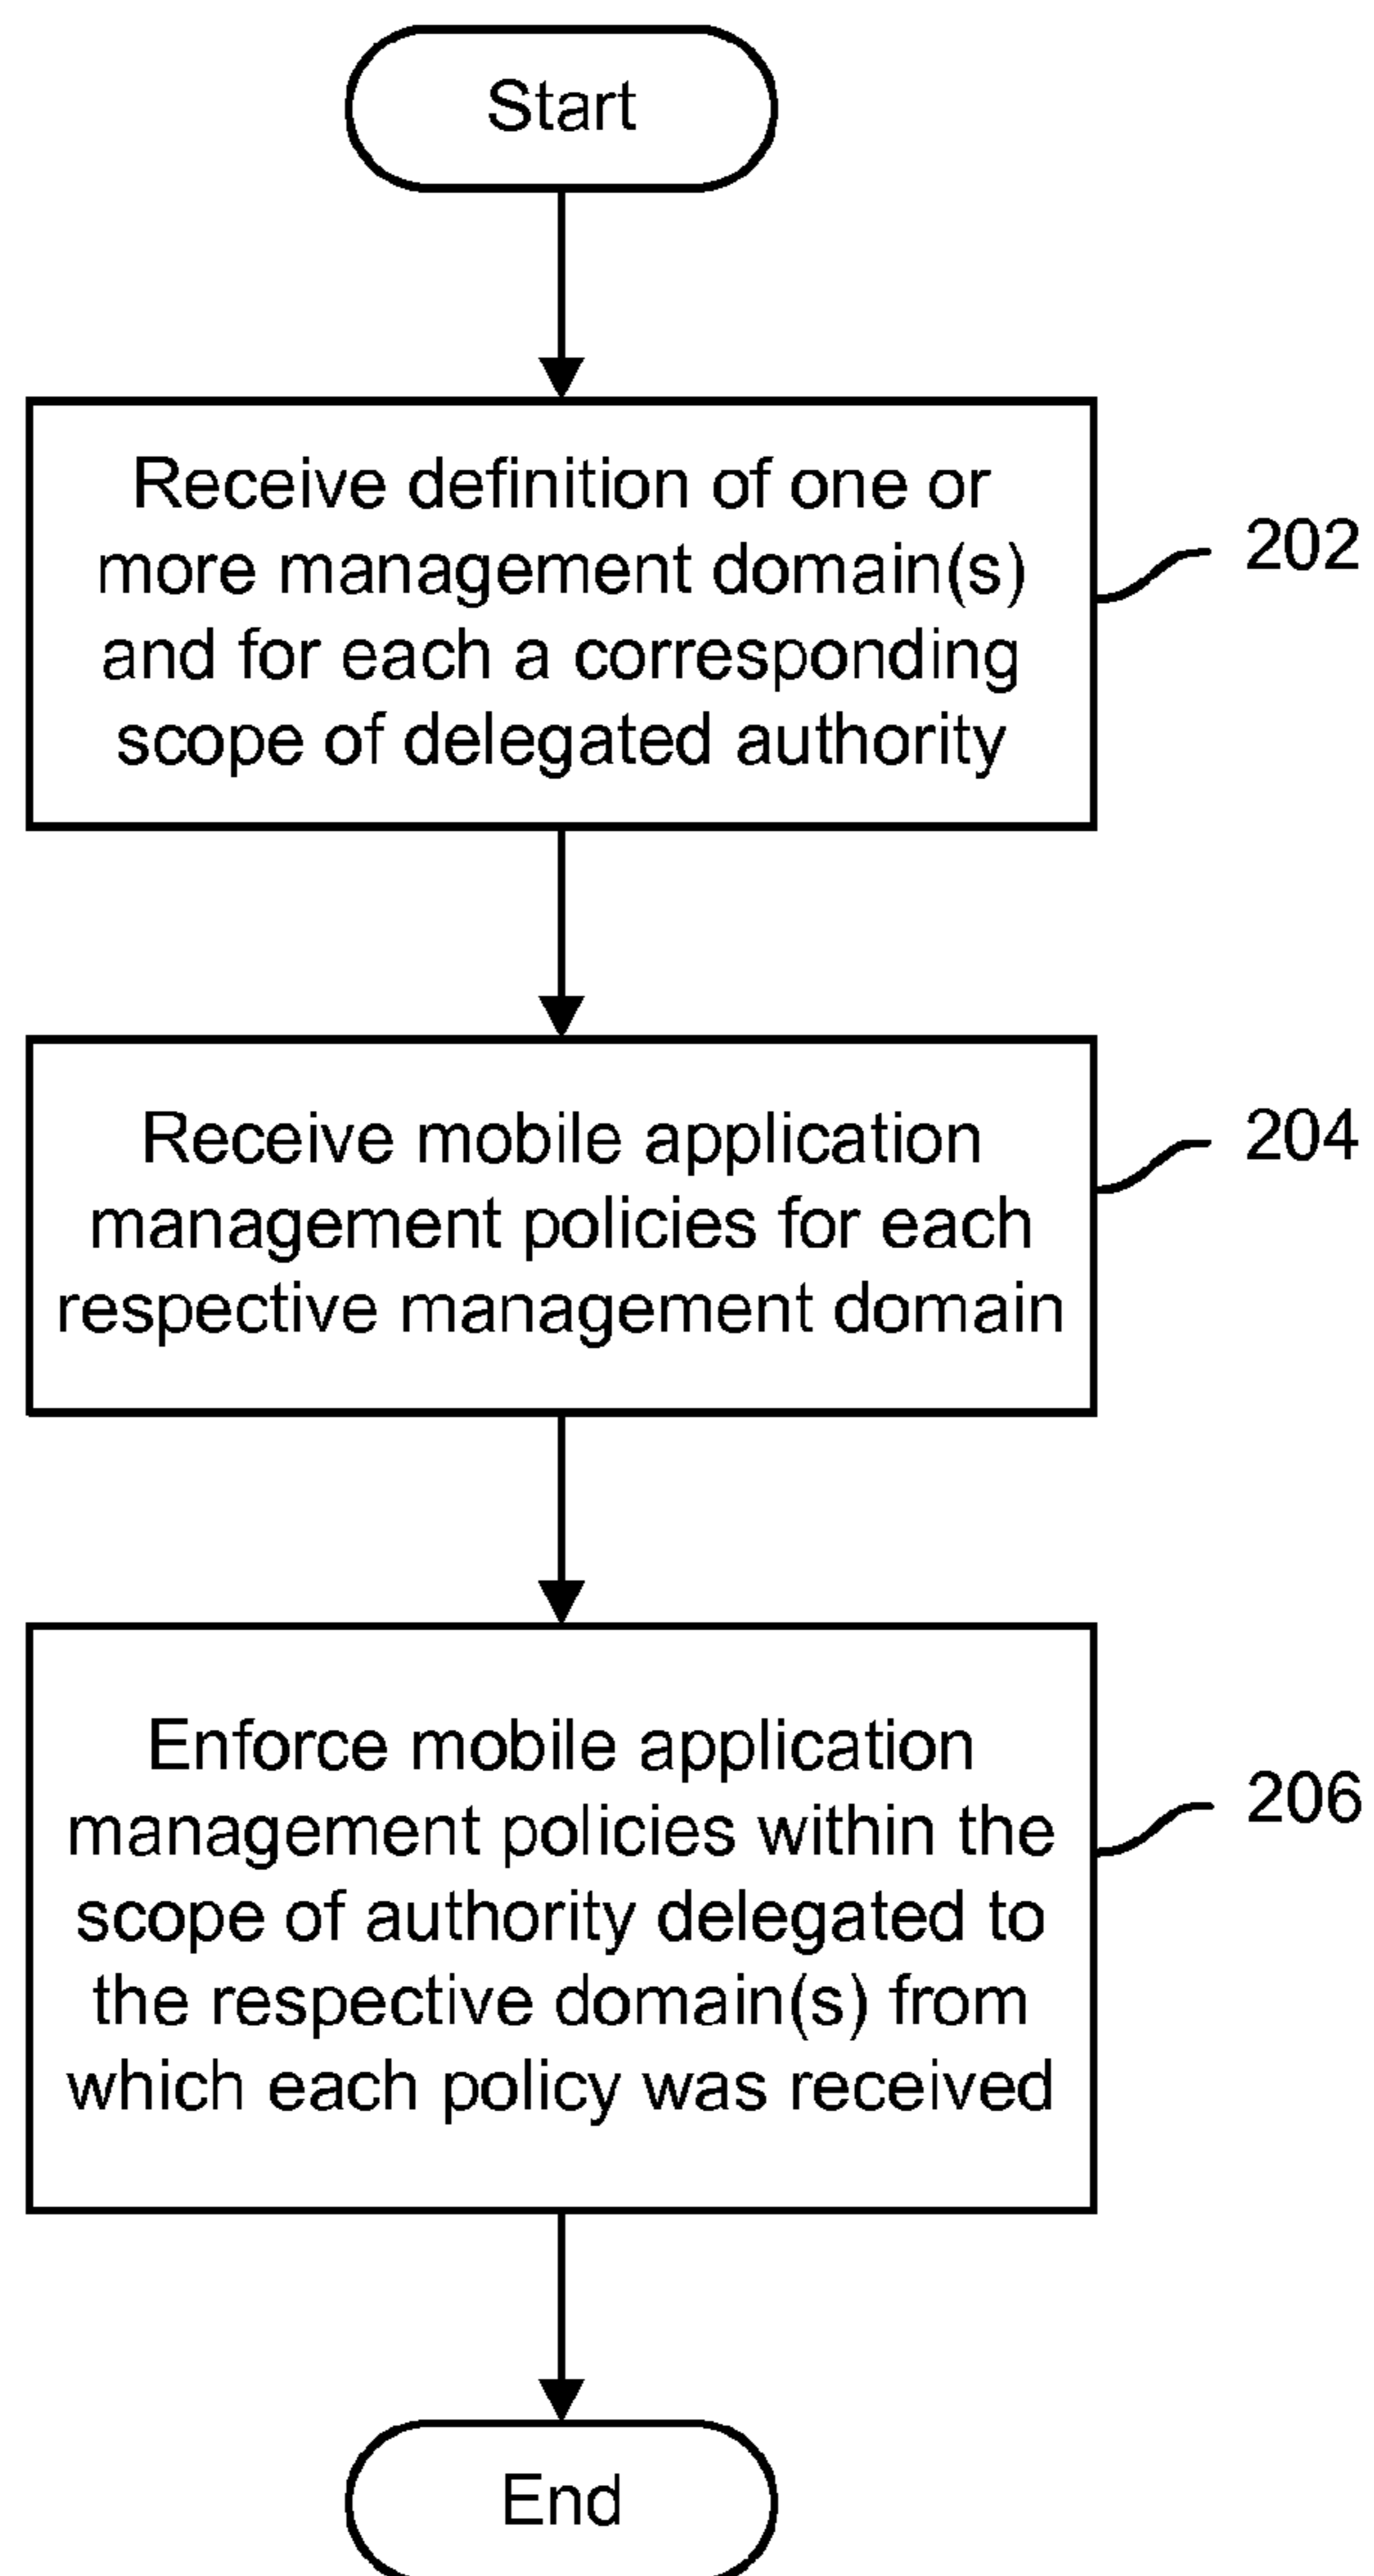 Start
Receive definition of one or
more management domain(s)
and for each a corresponding
scope of delegated authority
202
Receive mobile application
management policies for each
respective management domain
204
Enforce mobile application
management policies within the
scope of authority delegated to
the respective domain(s) from
which each policy was received
206
End